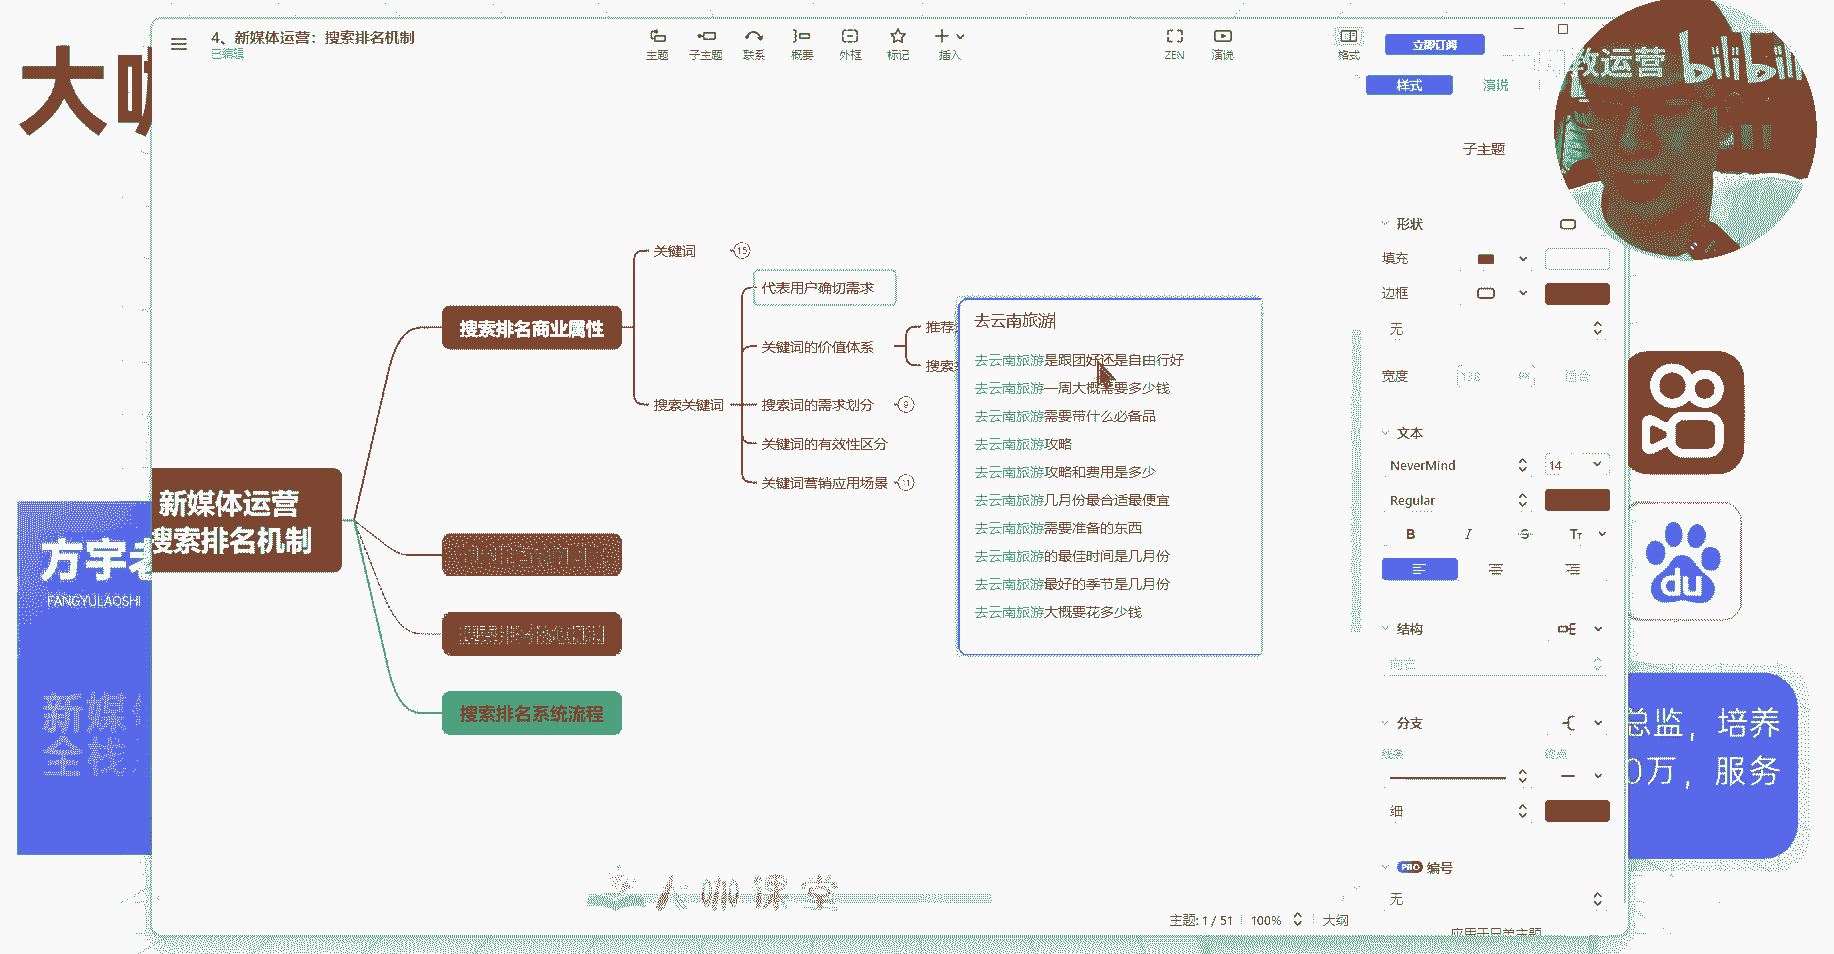 4、新媒体运营：搜索排名机制
已编辑
主题
子主题
联系
概要
外框
标记
插入
ZEN
演说
格式
立即订阅
样式
演说
教运营
bilibili
大咖
子主题
形状
填充
边框
无
宽度
文本
NeverMind
14
Regular
B
I
S
TT
结构
分支
细
PRO 编号
无
关键词
15
代表用户确切需求
搜索排名商业属性
关键词的价值体系
推荐
搜索
搜索关键词
搜索词的需求划分
9
关键词的有效性区分
关键词营销应用场景
11
新媒体运营
搜索排名机制
搜索排名系统流程
去云南旅游
去云南旅游是跟团好还是自由行好
去云南旅游一周大概需要多少钱
去云南旅游需要带什么必备品
去云南旅游攻略
去云南旅游攻略和费用是多少
去云南旅游几月份最合适最便宜
去云南旅游需要准备的东西
去云南旅游的最佳时间是几月份
去云南旅游最好的季节是几月份
去云南旅游大概要花多少钱
方宇老
FANGYULAOSHI
新媒体
全栈
du
总监，培养
0万，服务
大咖课堂
主题: 1 / 51
100%
大纲
应用于兄弟主题